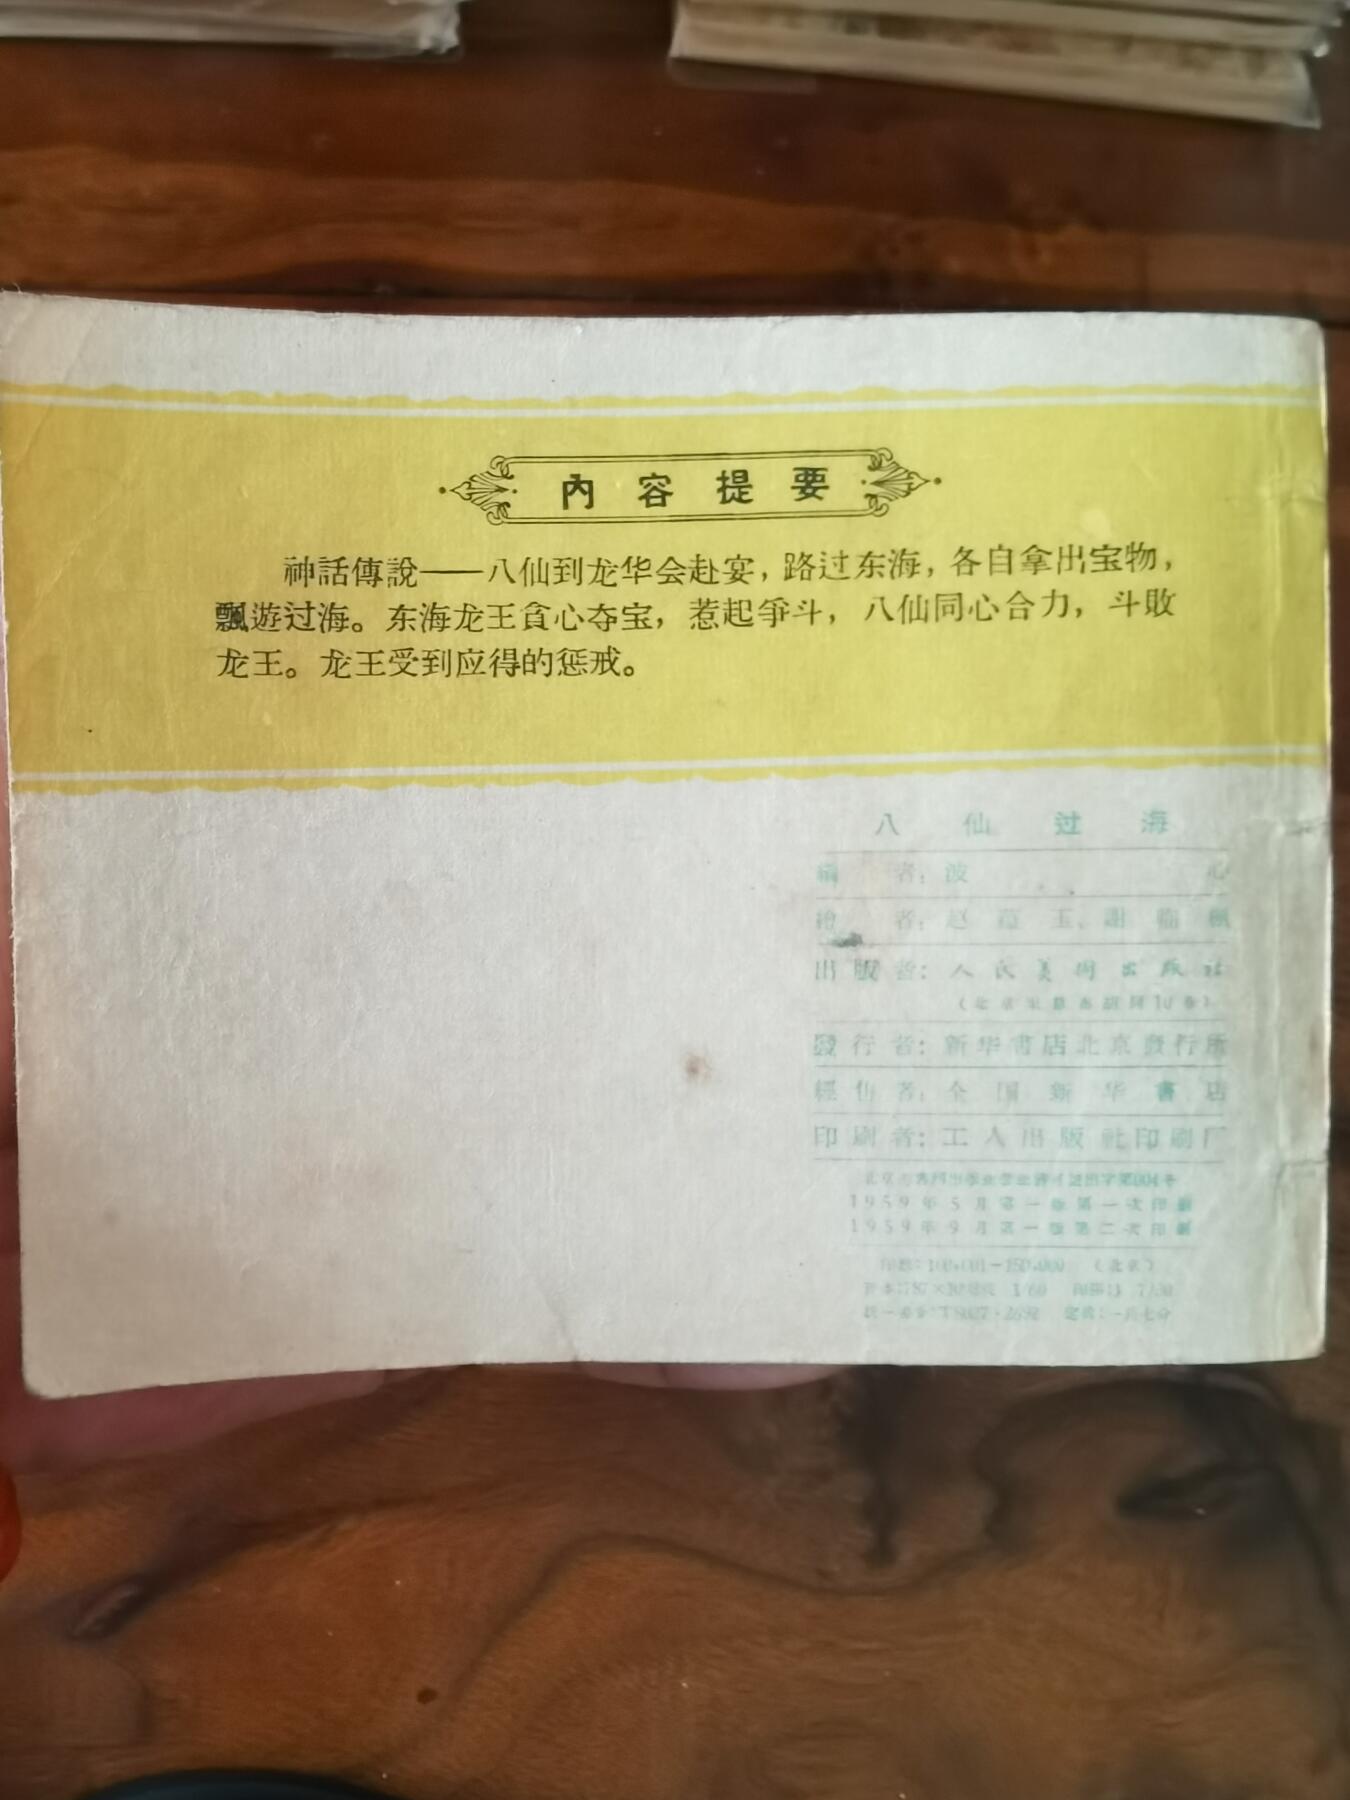 內容提要
神話傳說——八仙到龙华会赴宴，路过东海，各自拿出宝物，
飄遊过海。东海龙王貪心夺宝，惹起爭斗，八仙同心合力，斗敗
龙王。龙王受到应得的惩戒。
八仙过海
編者：波心
繪者：赵 玉、謝
出版者：人民美術出版社
發行者：新华書店北京發行所
經售者：全国新华書店
印刷者：工人出版社印刷厂
1959年5月第一版第一次印刷
1959年9月第一版第二次印刷
（北京）